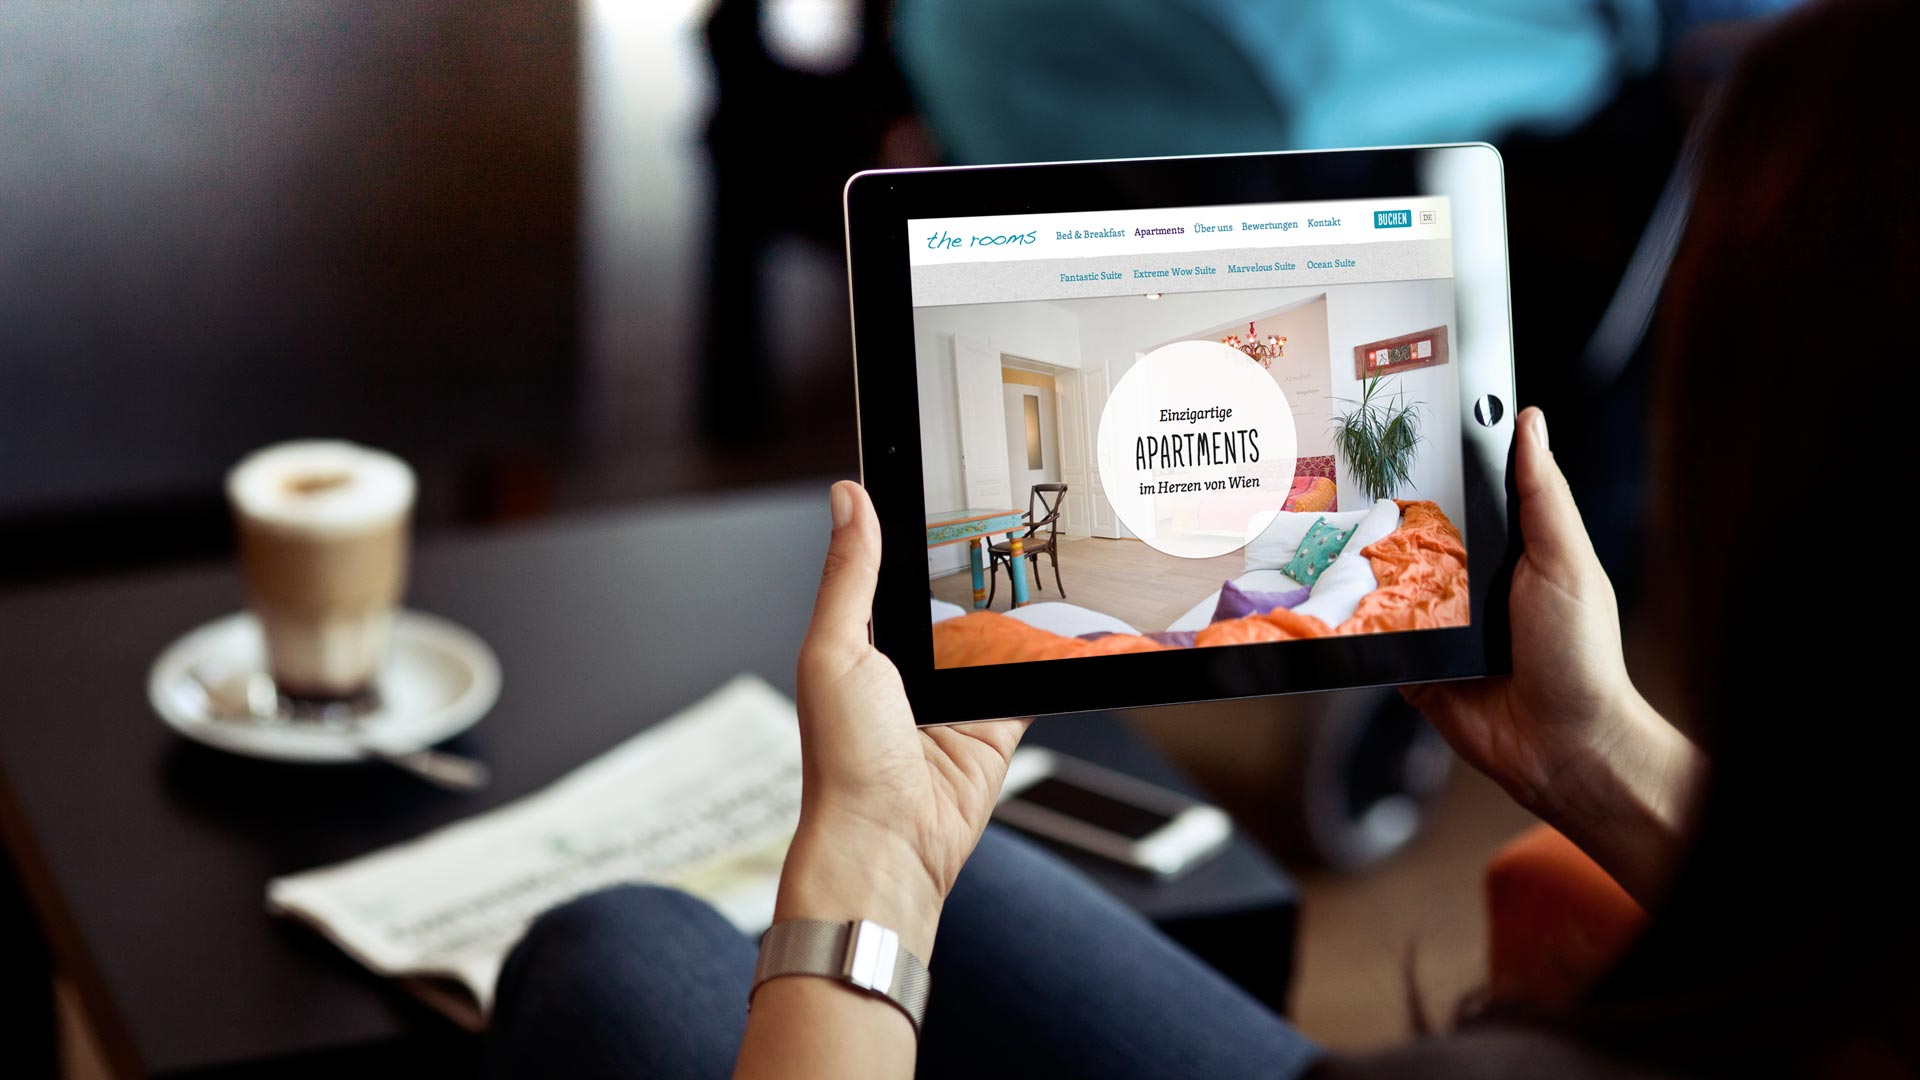 the rooms Bed & Breakfast Apartments Über uns Bewertungen Kontakt BUCHEN DE
Fantastic Suite Extreme Wow Suite Marvelous Suite Ocean Suite
Einzigartige
APARTMENTS
im Herzen von Wien